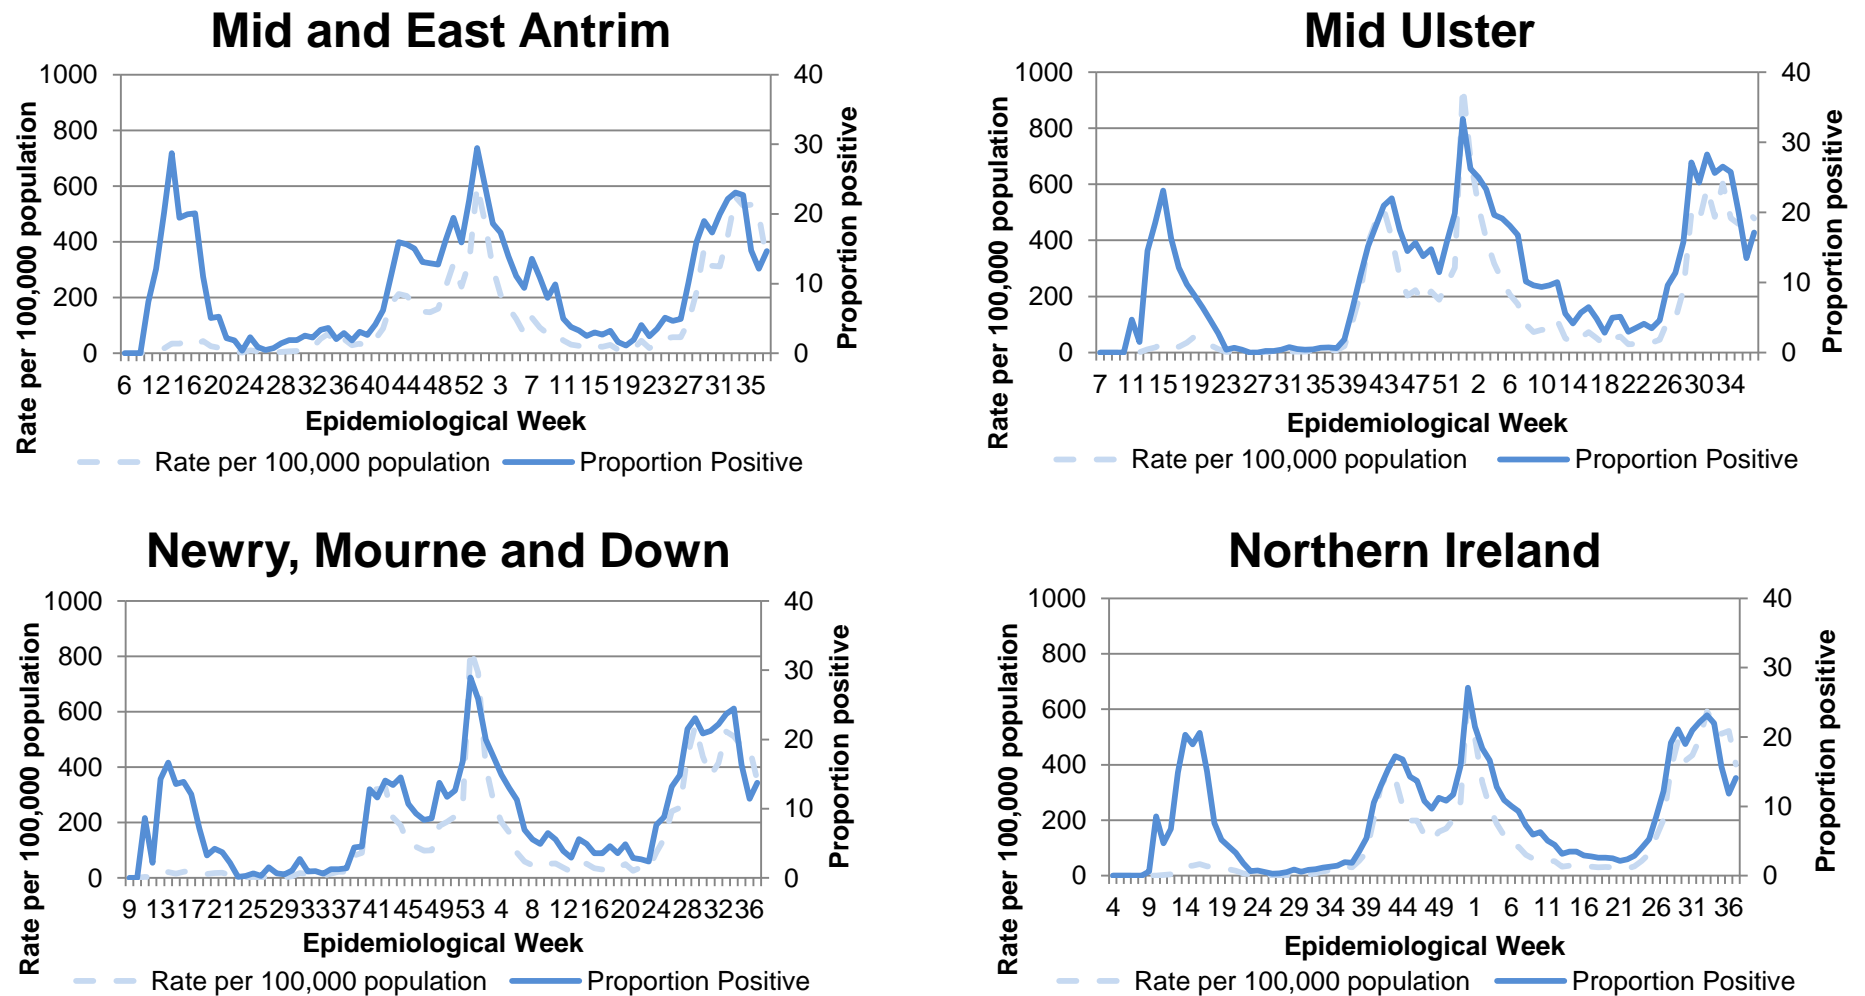 Mid and East Antrim
Rate per 100,000 population
1000
800
600
400
200
0
40
30
20
10
0
Proportion positive
6 12 16 20 24 28 32 36 40 44 48 52 3 7 11 15 19 23 27 31 35
Epidemiological Week
Rate per 100,000 population Proportion Positive
Mid Ulster
Rate per 100,000 population
1000
800
600
400
200
0
40
30
20
10
0
Proportion positive
7 11 15 19 23 27 31 35 39 43 47 51 2 6 10 14 18 22 26 30 34
Epidemiological Week
Rate per 100,000 population Proportion Positive
Newry, Mourne and Down
Rate per 100,000 population
1000
800
600
400
200
0
40
30
20
10
0
Proportion positive
9 13 17 21 25 29 33 37 41 45 49 53 4 8 12 16 20 24 28 32 36
Epidemiological Week
Rate per 100,000 population Proportion Positive
Northern Ireland
Rate per 100,000 population
1000
800
600
400
200
0
40
30
20
10
0
Proportion positive
4 9 14 19 24 29 34 39 44 49 1 6 11 16 21 26 31 36
Epidemiological Week
Rate per 100,000 population Proportion Positive